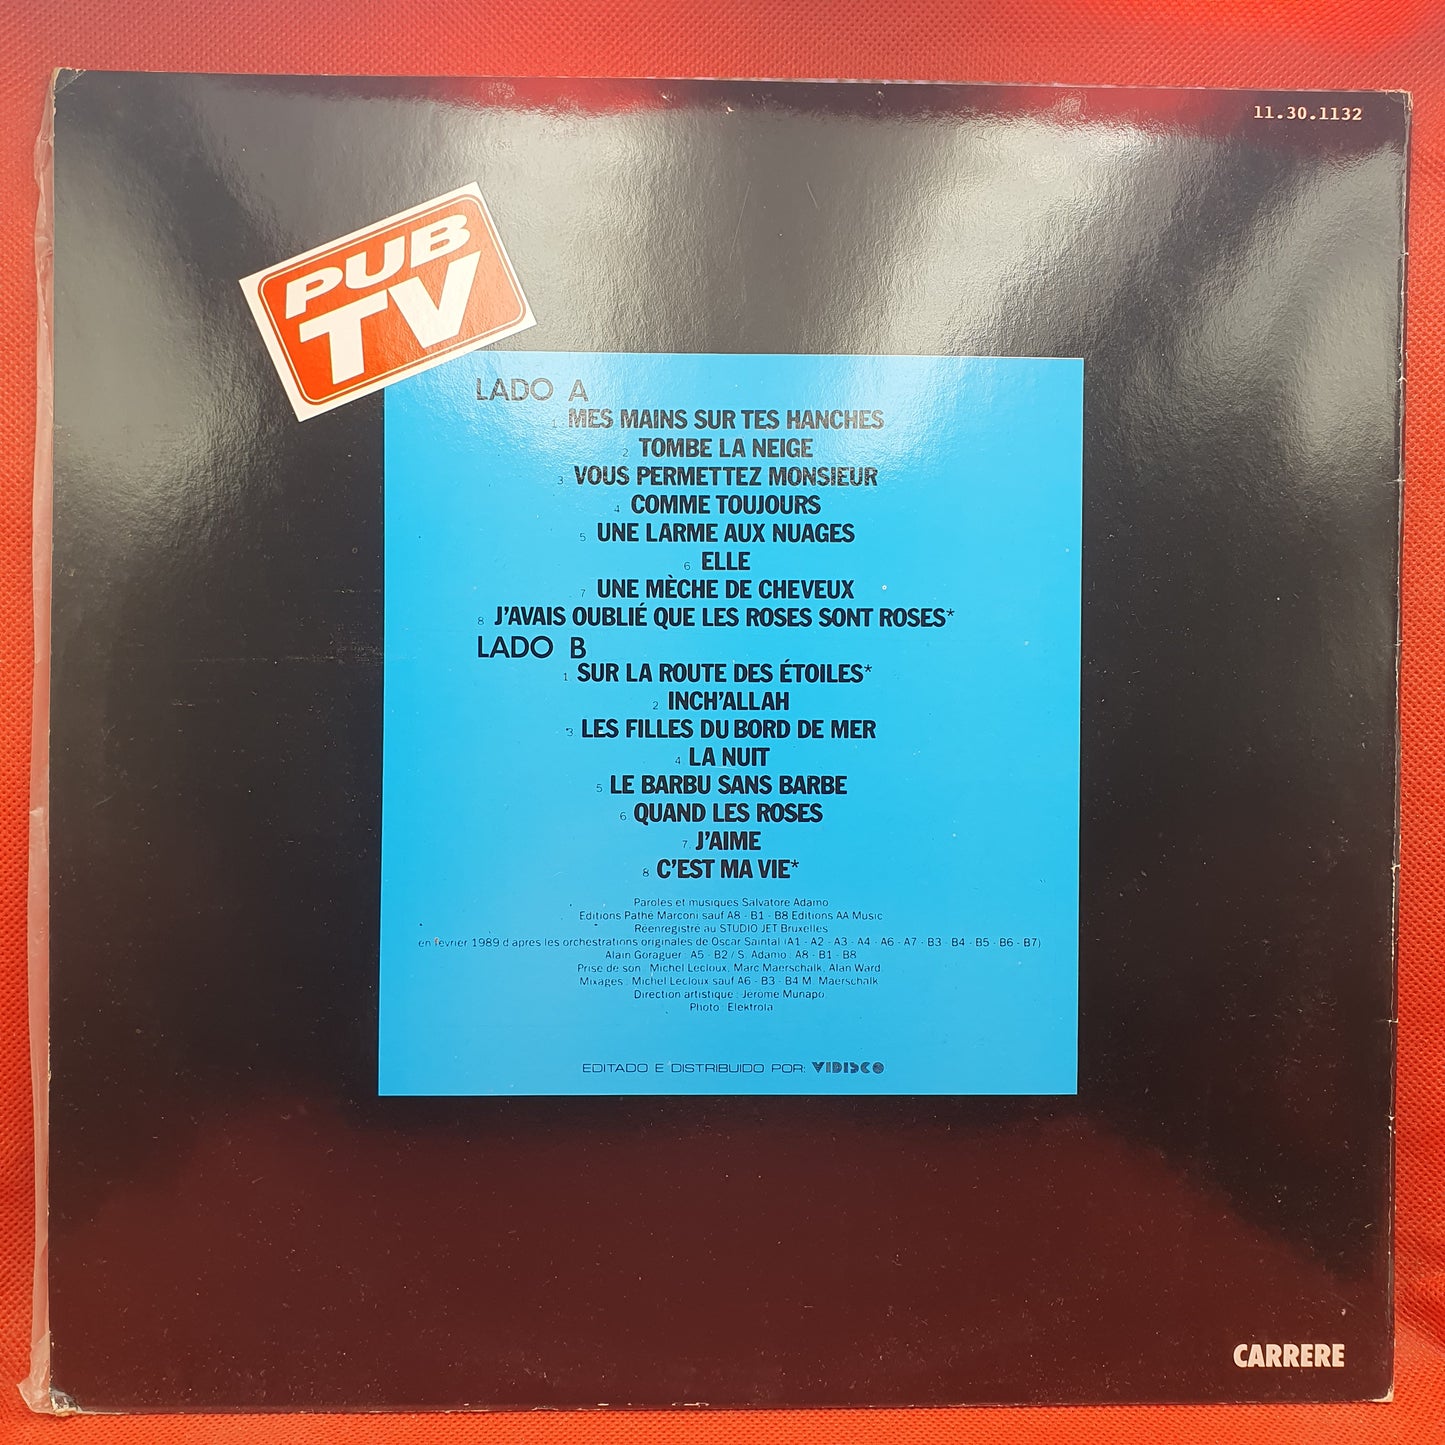 11.30.1132
PUB
TV
LADO A
1 MES MAINS SUR TES HANCHES
2 TOMBE LA NEIGE
3 VOUS PERMETTEZ MONSIEUR
4 COMME TOUJOURS
5 UNE LARME AUX NUAGES
6 ELLE
7 UNE MÈCHE DE CHEVEUX
8 J'AVAIS OUBLIÉ QUE LES ROSES SONT ROSES*
LADO B
1 SUR LA ROUTE DES ÉTOILES*
2 INCH'ALLAH
3 LES FILLES DU BORD DE MER
4 LA NUIT
5 LE BARBU SANS BARBE
6 QUAND LES ROSES
7 J'AIME
8 C'EST MA VIE*
Paroles et musiques Salvatore Adamo
Editions Pathé Marconi sauf A8 - B1 - B8 Editions AA Music
Réenregistré au STUDIO JET Bruxelles
en février 1989 d'après les orchestrations originales de Oscar Saintal (A1 - A2 - A3 - A4 - A6 - A7 - B3 - B4 - B5 - B6 - B7)
Alain Goraguer : A5 - B2 / S. Adamo : A8 - B1 - B8
Prise de son : Michel Lecloux, Marc Maerschalk, Alan Ward
Mixages : Michel Lecloux sauf A6 - B3 - B4 M. Maerschalk
Direction artistique : Jérome Munapo
Photo : Elektrola
EDITADO E DISTRIBUIDO POR: VIDISCO
CARRERE